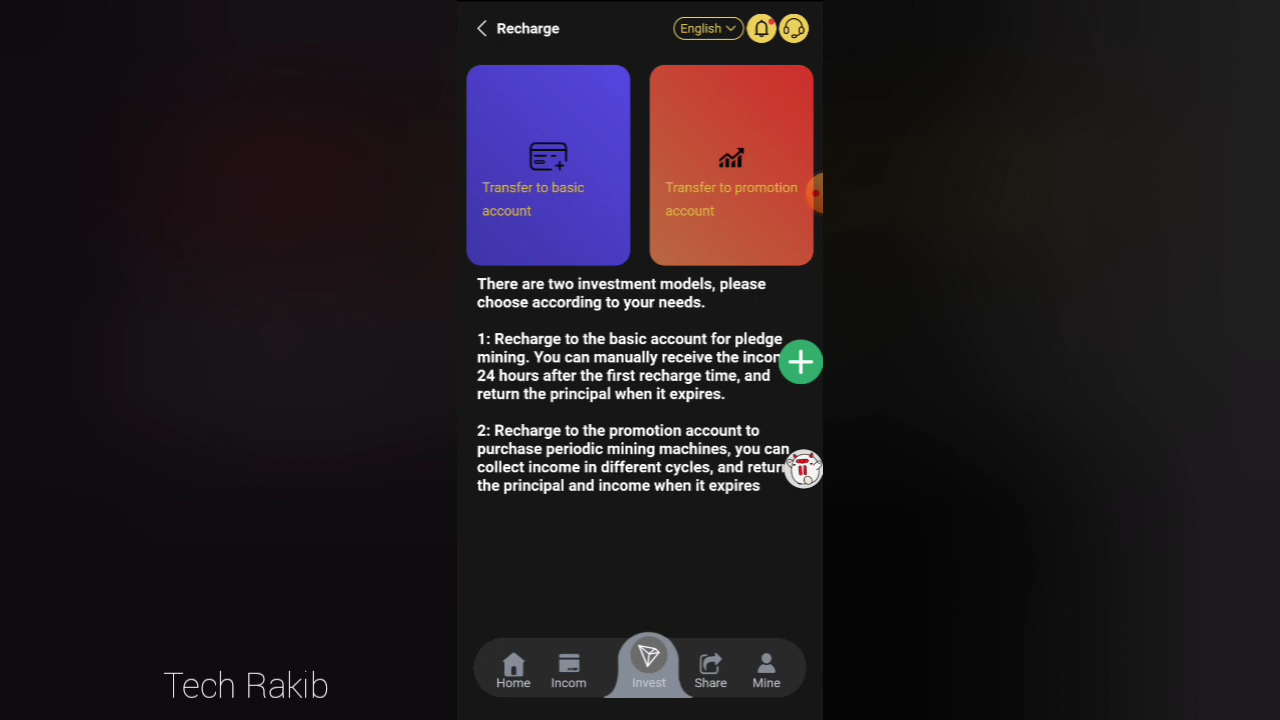 Recharge
English
Transfer to basic
account
Transfer to promotion
account
There are two investment models, please
choose according to your needs.
1: Recharge to the basic account for pledge
mining. You can manually receive the
24 hours after the first recharge time, and
return the principal when it expires.
2: Recharge to the promotion account to
purchase periodic mining machines, you can
collect income in different cycles, and return
the principal and income when it expires
Home
Incom
Invest
Share
Mine
Tech Rakib